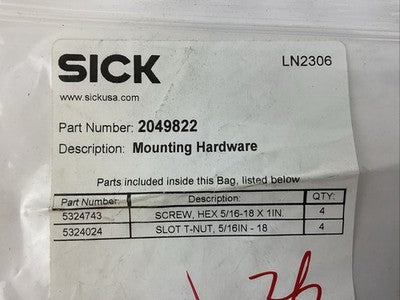 SICK LN2306
www.sickusa.com
Part Number: 2049822
Description: Mounting Hardware
Parts included inside this Bag, listed below
Part Number: Description: QTY:
5324743 SCREW, HEX 5/16-18 X 1IN. 4
5324024 SLOT T-NUT, 5/16IN - 18 4